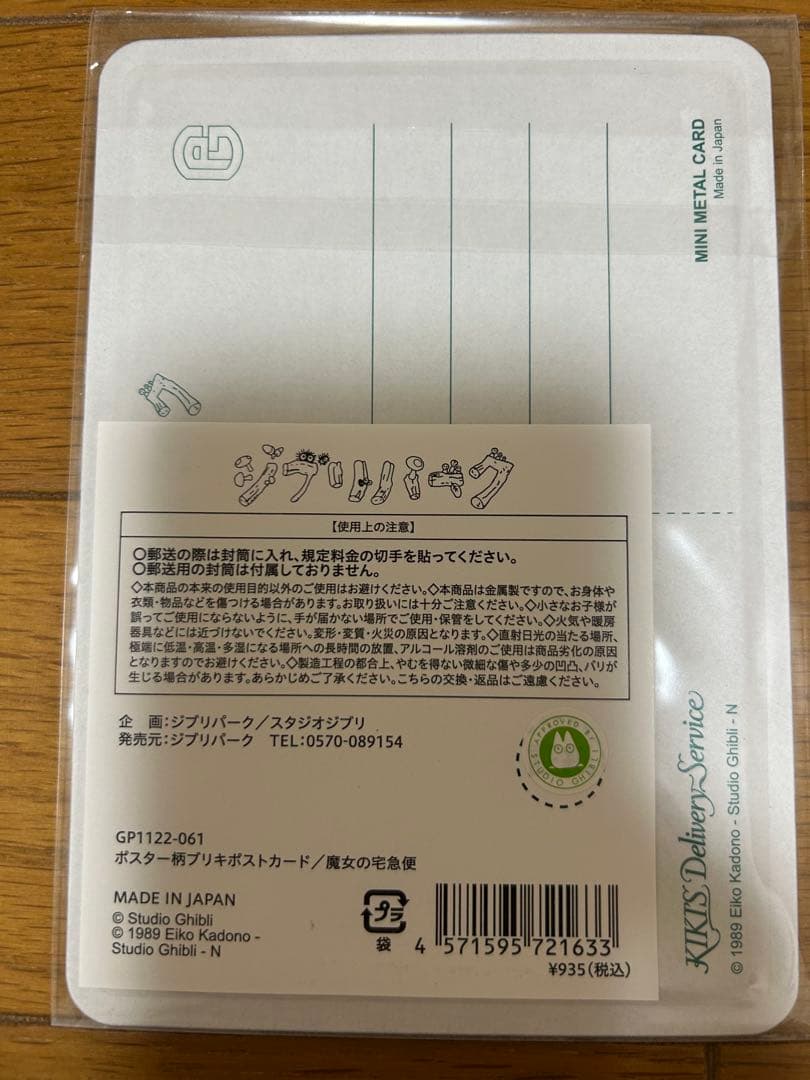 MINI METAL CARD
Made in Japan
ジブリパーク
【使用上の注意】
○郵送の際は封筒に入れ、規定料金の切手を貼ってください。
○郵送用の封筒は付属しておりません。
◇本商品の本来の使用目的以外のご使用はお避けください。◇本商品は金属製ですので、お身体や
衣類・物品などを傷つける場合があります。お取り扱いには十分ご注意ください。◇小さなお子様が
誤ってご使用にならないように、手が届かない場所でご使用・保管をしてください。◇火気や暖房
器具などには近づけないでください。変形・変質・火災の原因となります。◇直射日光の当たる場所、
極端に低温・高温・多湿になる場所への長時間の放置、アルコール溶剤のご使用は商品劣化の原因
となりますのでお避けください。◇製造工程の都合上、やむを得ない微細な傷や多少の凹凸、バリが
生じる場合があります。あらかじめご了承ください。こちらの交換・返品はご遠慮ください。
企　画：ジブリパーク／スタジオジブリ
発売元：ジブリパーク　TEL：0570-089154
APPROVED BY
STUDIO GHIBLI
GP1122-061
ポスター柄ブリキポストカード／魔女の宅急便
MADE IN JAPAN
© Studio Ghibli
© 1989 Eiko Kadono -
Studio Ghibli - N
プラ
袋
4 571595 721633
¥935（税込）
KIKI'S Delivery Service
© 1989 Eiko Kadono - Studio Ghibli - N
ク